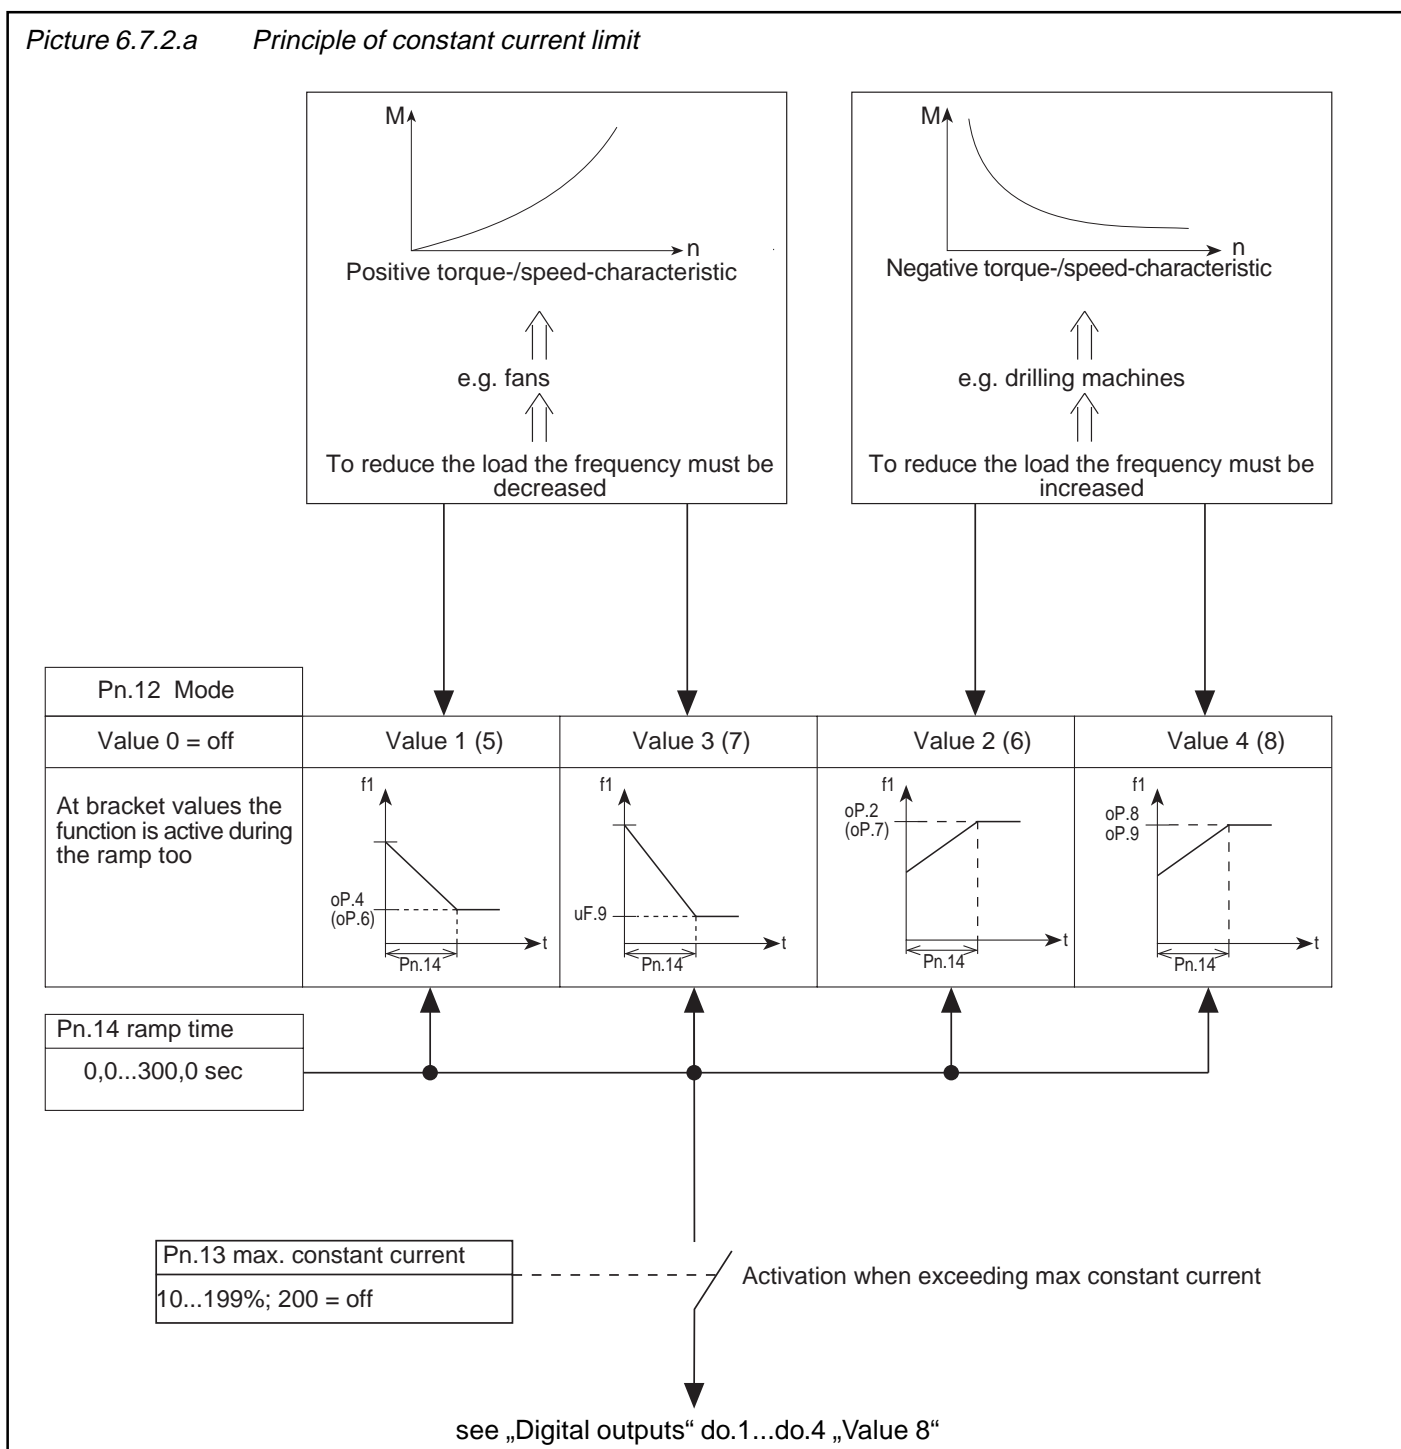 Picture 6.7.2.a Principle of constant current limit
M
n
Positive torque-/speed-characteristic
e.g. fans
To reduce the load the frequency must be
decreased
M
n
Negative torque-/speed-characteristic
e.g. drilling machines
To reduce the load the frequency must be
increased
Pn.12 Mode
Value 0 = off
Value 1 (5)
Value 3 (7)
Value 2 (6)
Value 4 (8)
At bracket values the
function is active during
the ramp too
f1
oP.4
(oP.6)
t
Pn.14
f1
uF.9
t
Pn.14
f1
oP.2
(oP.7)
t
Pn.14
f1
oP.8
oP.9
t
Pn.14
Pn.14 ramp time
0,0...300,0 sec
Pn.13 max. constant current
10...199%; 200 = off
Activation when exceeding max constant current
see „Digital outputs“ do.1...do.4 „Value 8“